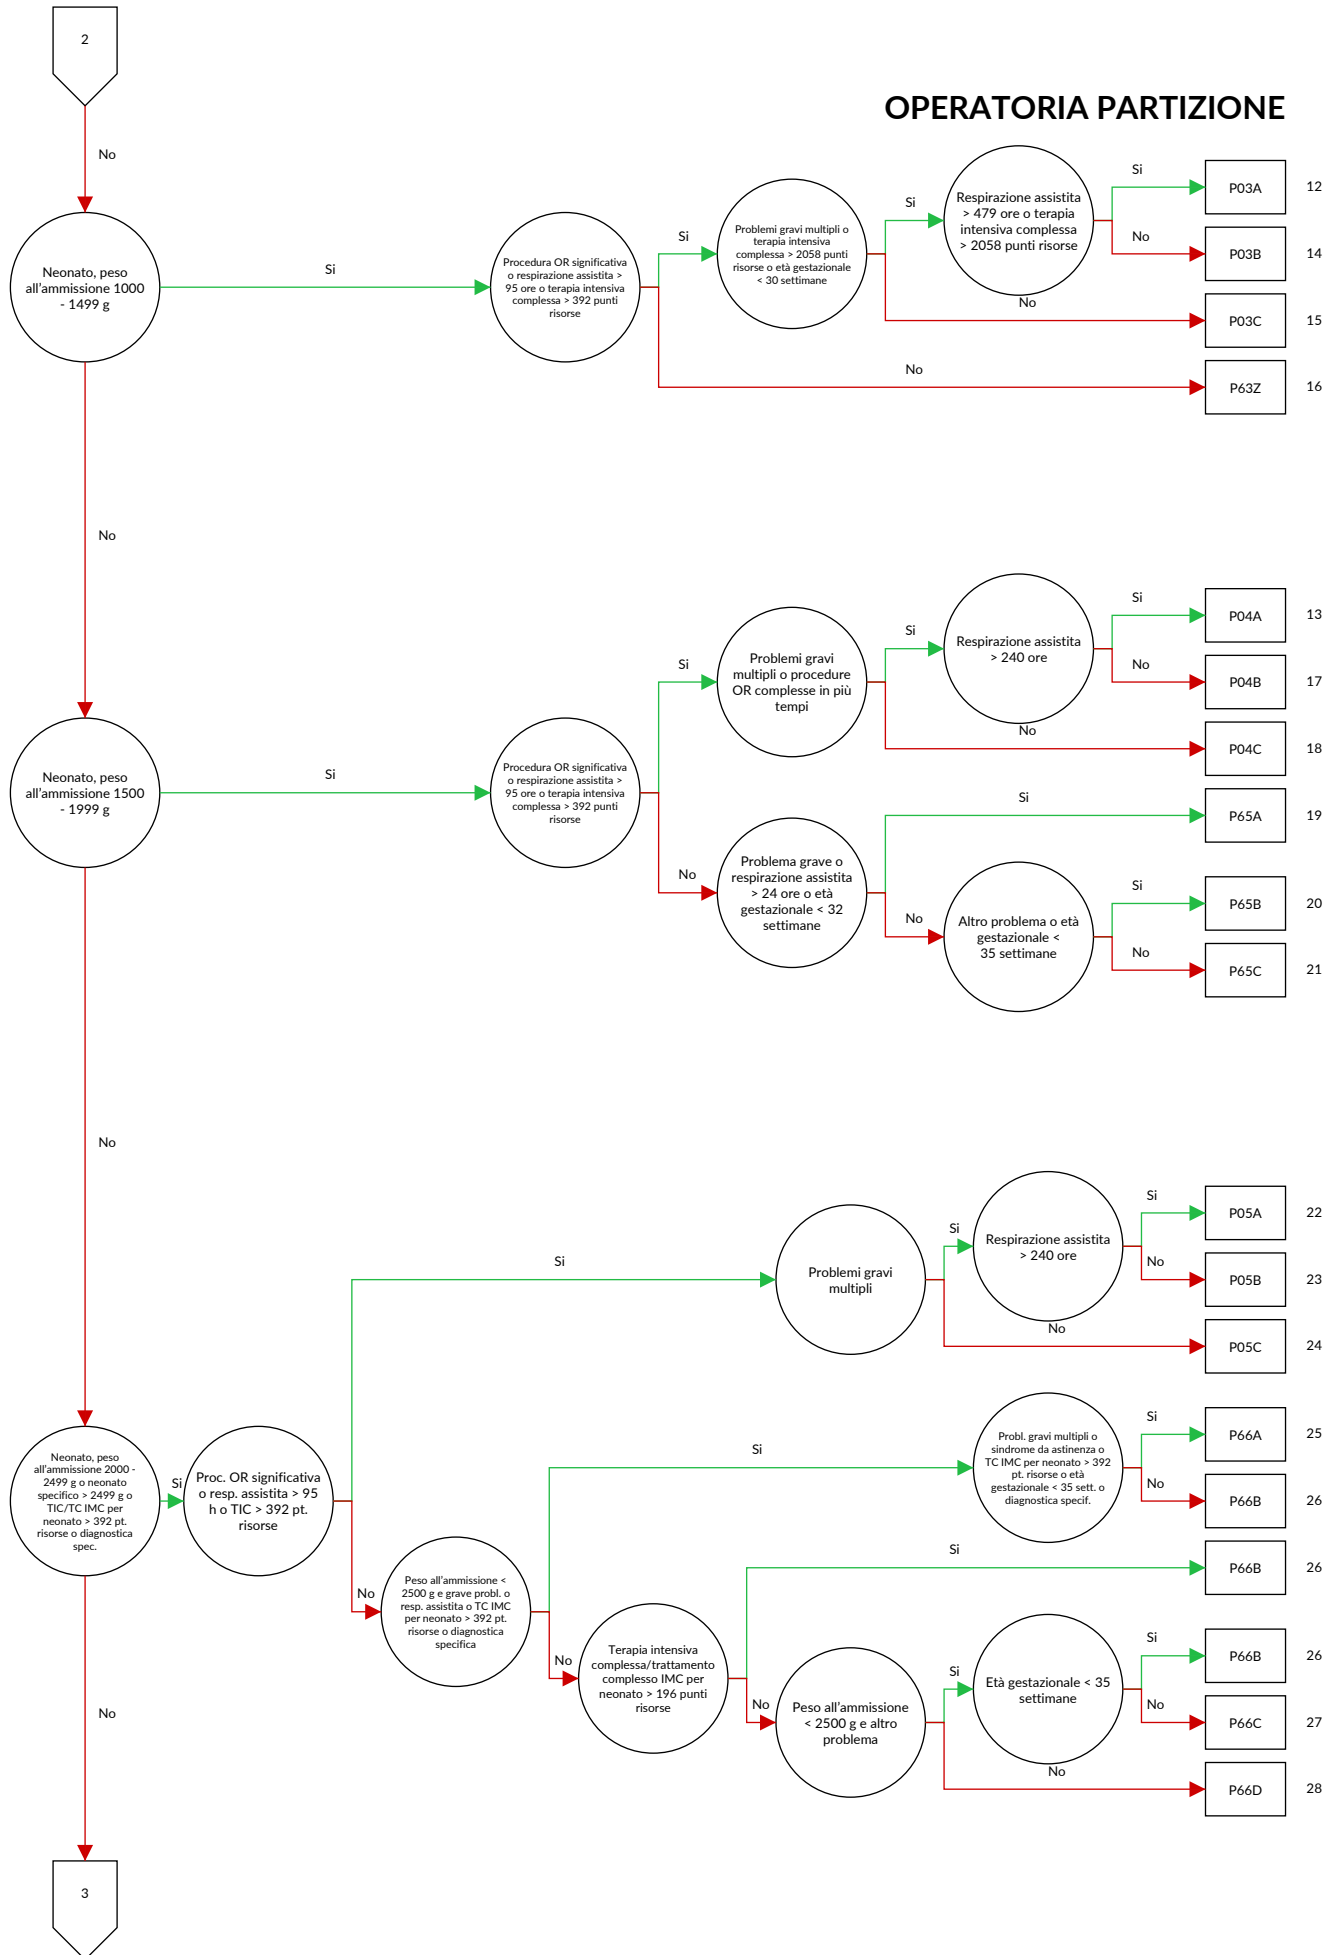 2
OPERATORIA PARTIZIONE
No
Neonato, peso
all'ammissione 1000
- 1499 g
Si
Procedura OR significativa
o respirazione assistita >
95 ore o terapia intensiva
complessa > 392 punti
risorse
Si
Problemi gravi multipli o
terapia intensiva
complessa > 2058 punti
risorse o età gestazionale
< 30 settimane
Si
Respirazione assistita
> 479 ore o terapia
intensiva complessa
> 2058 punti risorse
Si
P03A
12
No
P03B
14
No
P03C
15
No
P63Z
16
No
Neonato, peso
all'ammissione 1500
- 1999 g
Si
Procedura OR significativa
o respirazione assistita >
95 ore o terapia intensiva
complessa > 392 punti
risorse
Si
Problemi gravi
multipli o procedure
OR complesse in più
tempi
Si
Respirazione assistita
> 240 ore
Si
P04A
13
No
P04B
17
No
P04C
18
No
Problema grave o
respirazione assistita
> 24 ore o età
gestazionale < 32
settimane
Si
P65A
19
No
Altro problema o età
gestazionale <
35 settimane
Si
P65B
20
No
P65C
21
No
Neonato, peso
all'ammissione 2000 -
2499 g o neonato
specifico > 2499 g o
TIC/TC IMC per
neonato > 392 pt.
risorse o diagnostica
spec.
Si
Proc. OR significativa
o resp. assistita > 95
h o TIC > 392 pt.
risorse
Si
Problemi gravi
multipli
Si
Respirazione assistita
> 240 ore
Si
P05A
22
No
P05B
23
No
P05C
24
No
Peso all'ammissione <
2500 g e grave probl. o
resp. assistita o TC IMC
per neonato > 392 pt.
risorse o diagnostica
specifica
Si
Probl. gravi multipli o
sindrome da astinenza o
TC IMC per neonato > 392
pt. risorse o età
gestazionale < 35 sett. o
diagnostica specif.
Si
P66A
25
No
P66B
26
No
Terapia intensiva
complessa/trattamento
complesso IMC per
neonato > 196 punti
risorse
Si
P66B
26
No
Peso all'ammissione
< 2500 g e altro
problema
Si
Età gestazionale < 35
settimane
Si
P66B
26
No
P66C
27
No
P66D
28
No
3